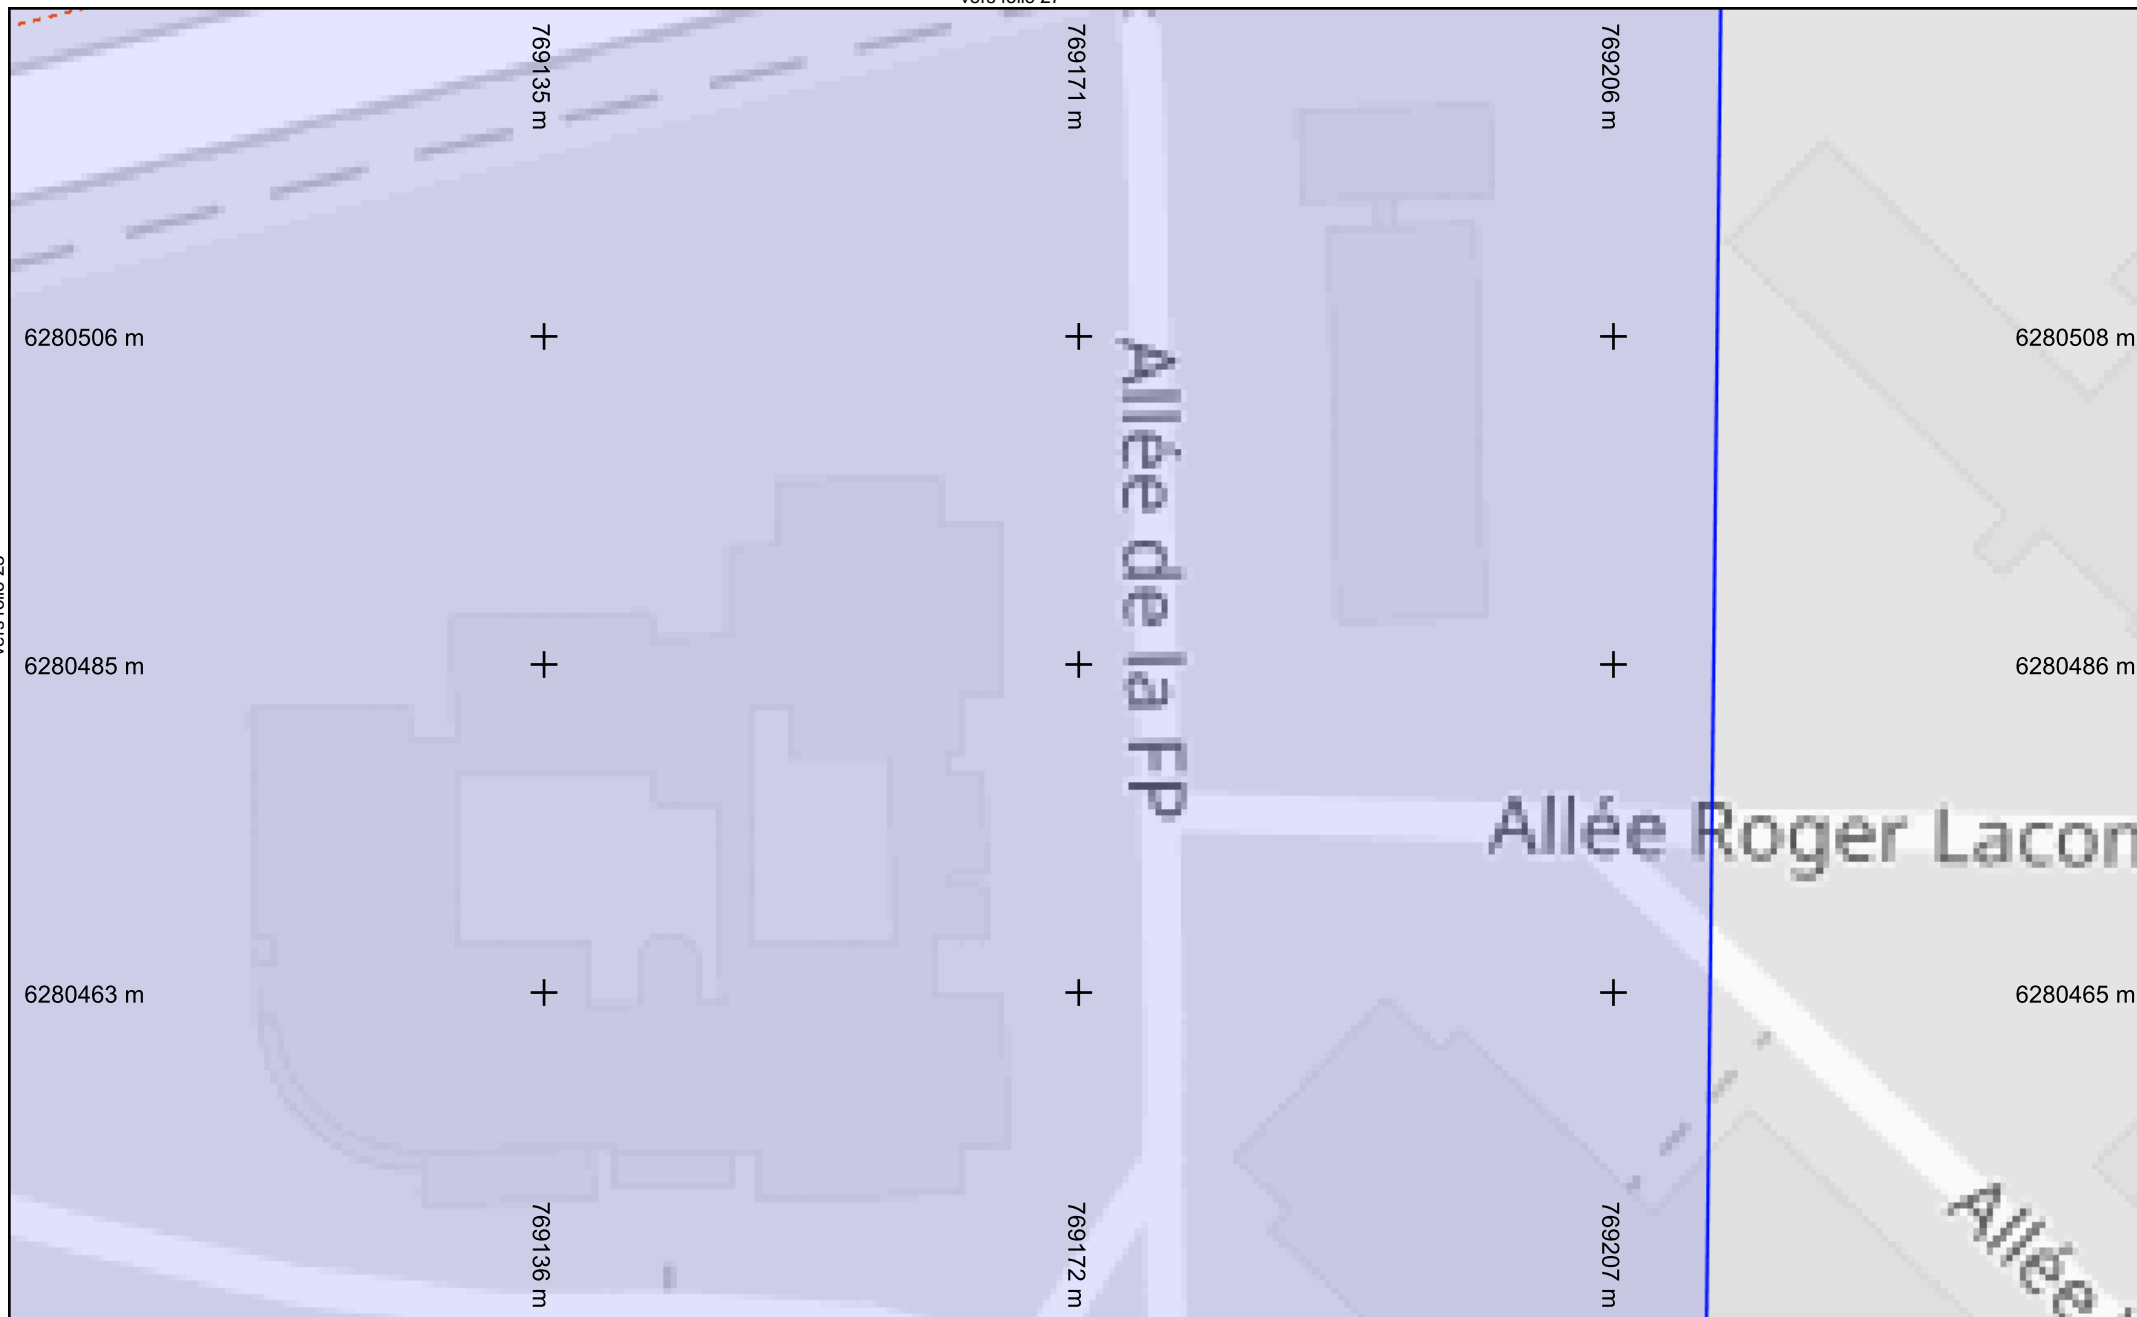 769135 m
769171 m
769206 m
6280506 m
6280508 m
Allée de la FP
6280485 m
6280486 m
Allée Roger Lacon
6280463 m
6280465 m
Allée
769136 m
769172 m
769207 m